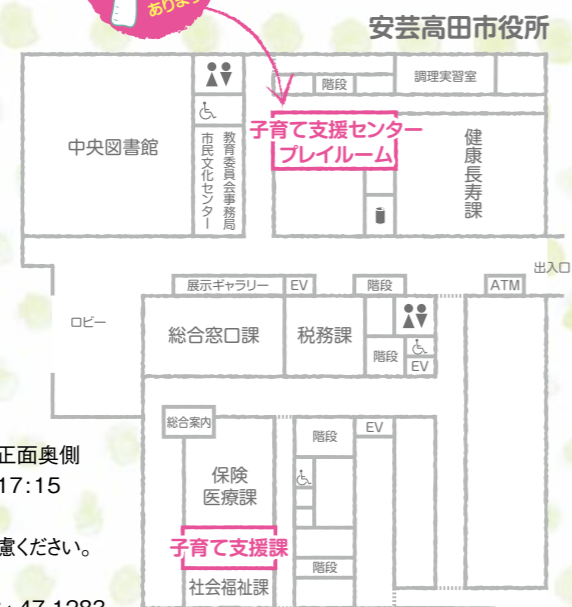 あります
安芸高田市役所
階段
調理実習室
中央図書館
市民文化センター
教育委員会事務局
子育て支援センター
プレイルーム
健康長寿課
出入口
展示ギャラリー
EV
階段
ATM
ロビー
総合窓口課
税務課
階段
EV
総合案内
階段
EV
保険
医療課
子育て支援課
階段
社会福祉課
正面奥側
17:15
慮ください。
47-1283